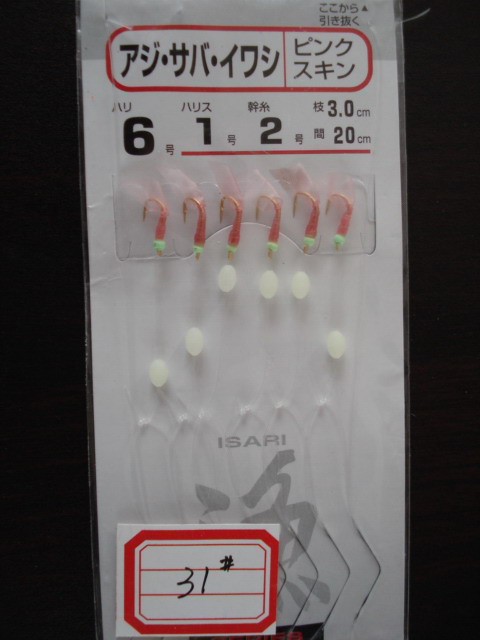 ここから▲
引き抜く
アジ・サバ・イワシ ピンクスキン
ハリ 6号 ハリス 1号 幹糸 2号 枝 3.0cm
間 20cm
ISARI
漁
31#